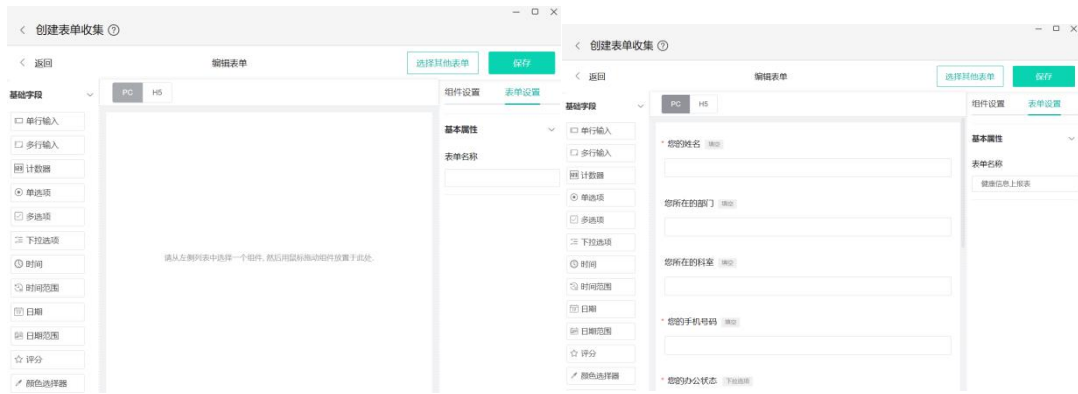 创建表单收集
返回
编辑表单
选择其他表单
保存
基础字段
PC
H5
组件设置
表单设置
单行输入
多行输入
计数器
单选项
多选项
下拉选项
时间
时间范围
日期
日期范围
评分
颜色选择器
请从左侧列表中选择一个组件, 然后用鼠标拖动组件放置于此处.
基本属性
表单名称
创建表单收集
返回
编辑表单
选择其他表单
保存
基础字段
PC
H5
组件设置
表单设置
单行输入
多行输入
计数器
单选项
多选项
下拉选项
时间
时间范围
日期
日期范围
评分
颜色选择器
* 您的姓名 填空
您所在的部门 填空
您所在的科室 填空
* 您的手机号码 填空
* 您的办公状态 下拉选项
基本属性
表单名称
健康信息上报表